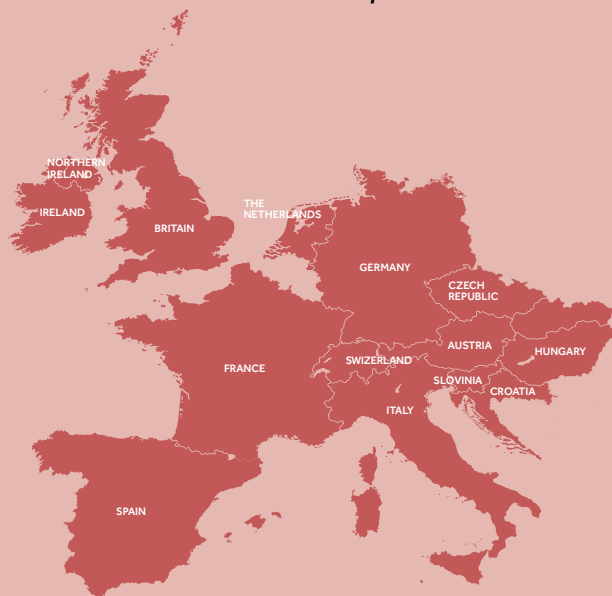 NORTHERN
IRELAND
IRELAND
BRITAIN
THE
NETHERLANDS
GERMANY
CZECH
REPUBLIC
AUSTRIA
HUNGARY
SWIZERLAND
FRANCE
SLOVINIA
CROATIA
ITALY
SPAIN